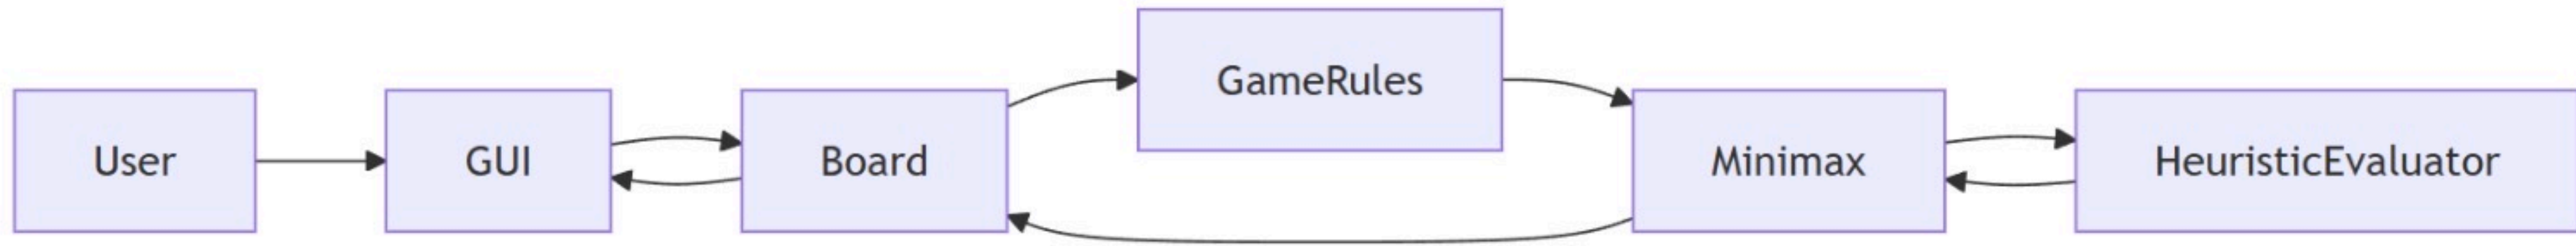 User
GUI
Board
GameRules
Minimax
HeuristicEvaluator